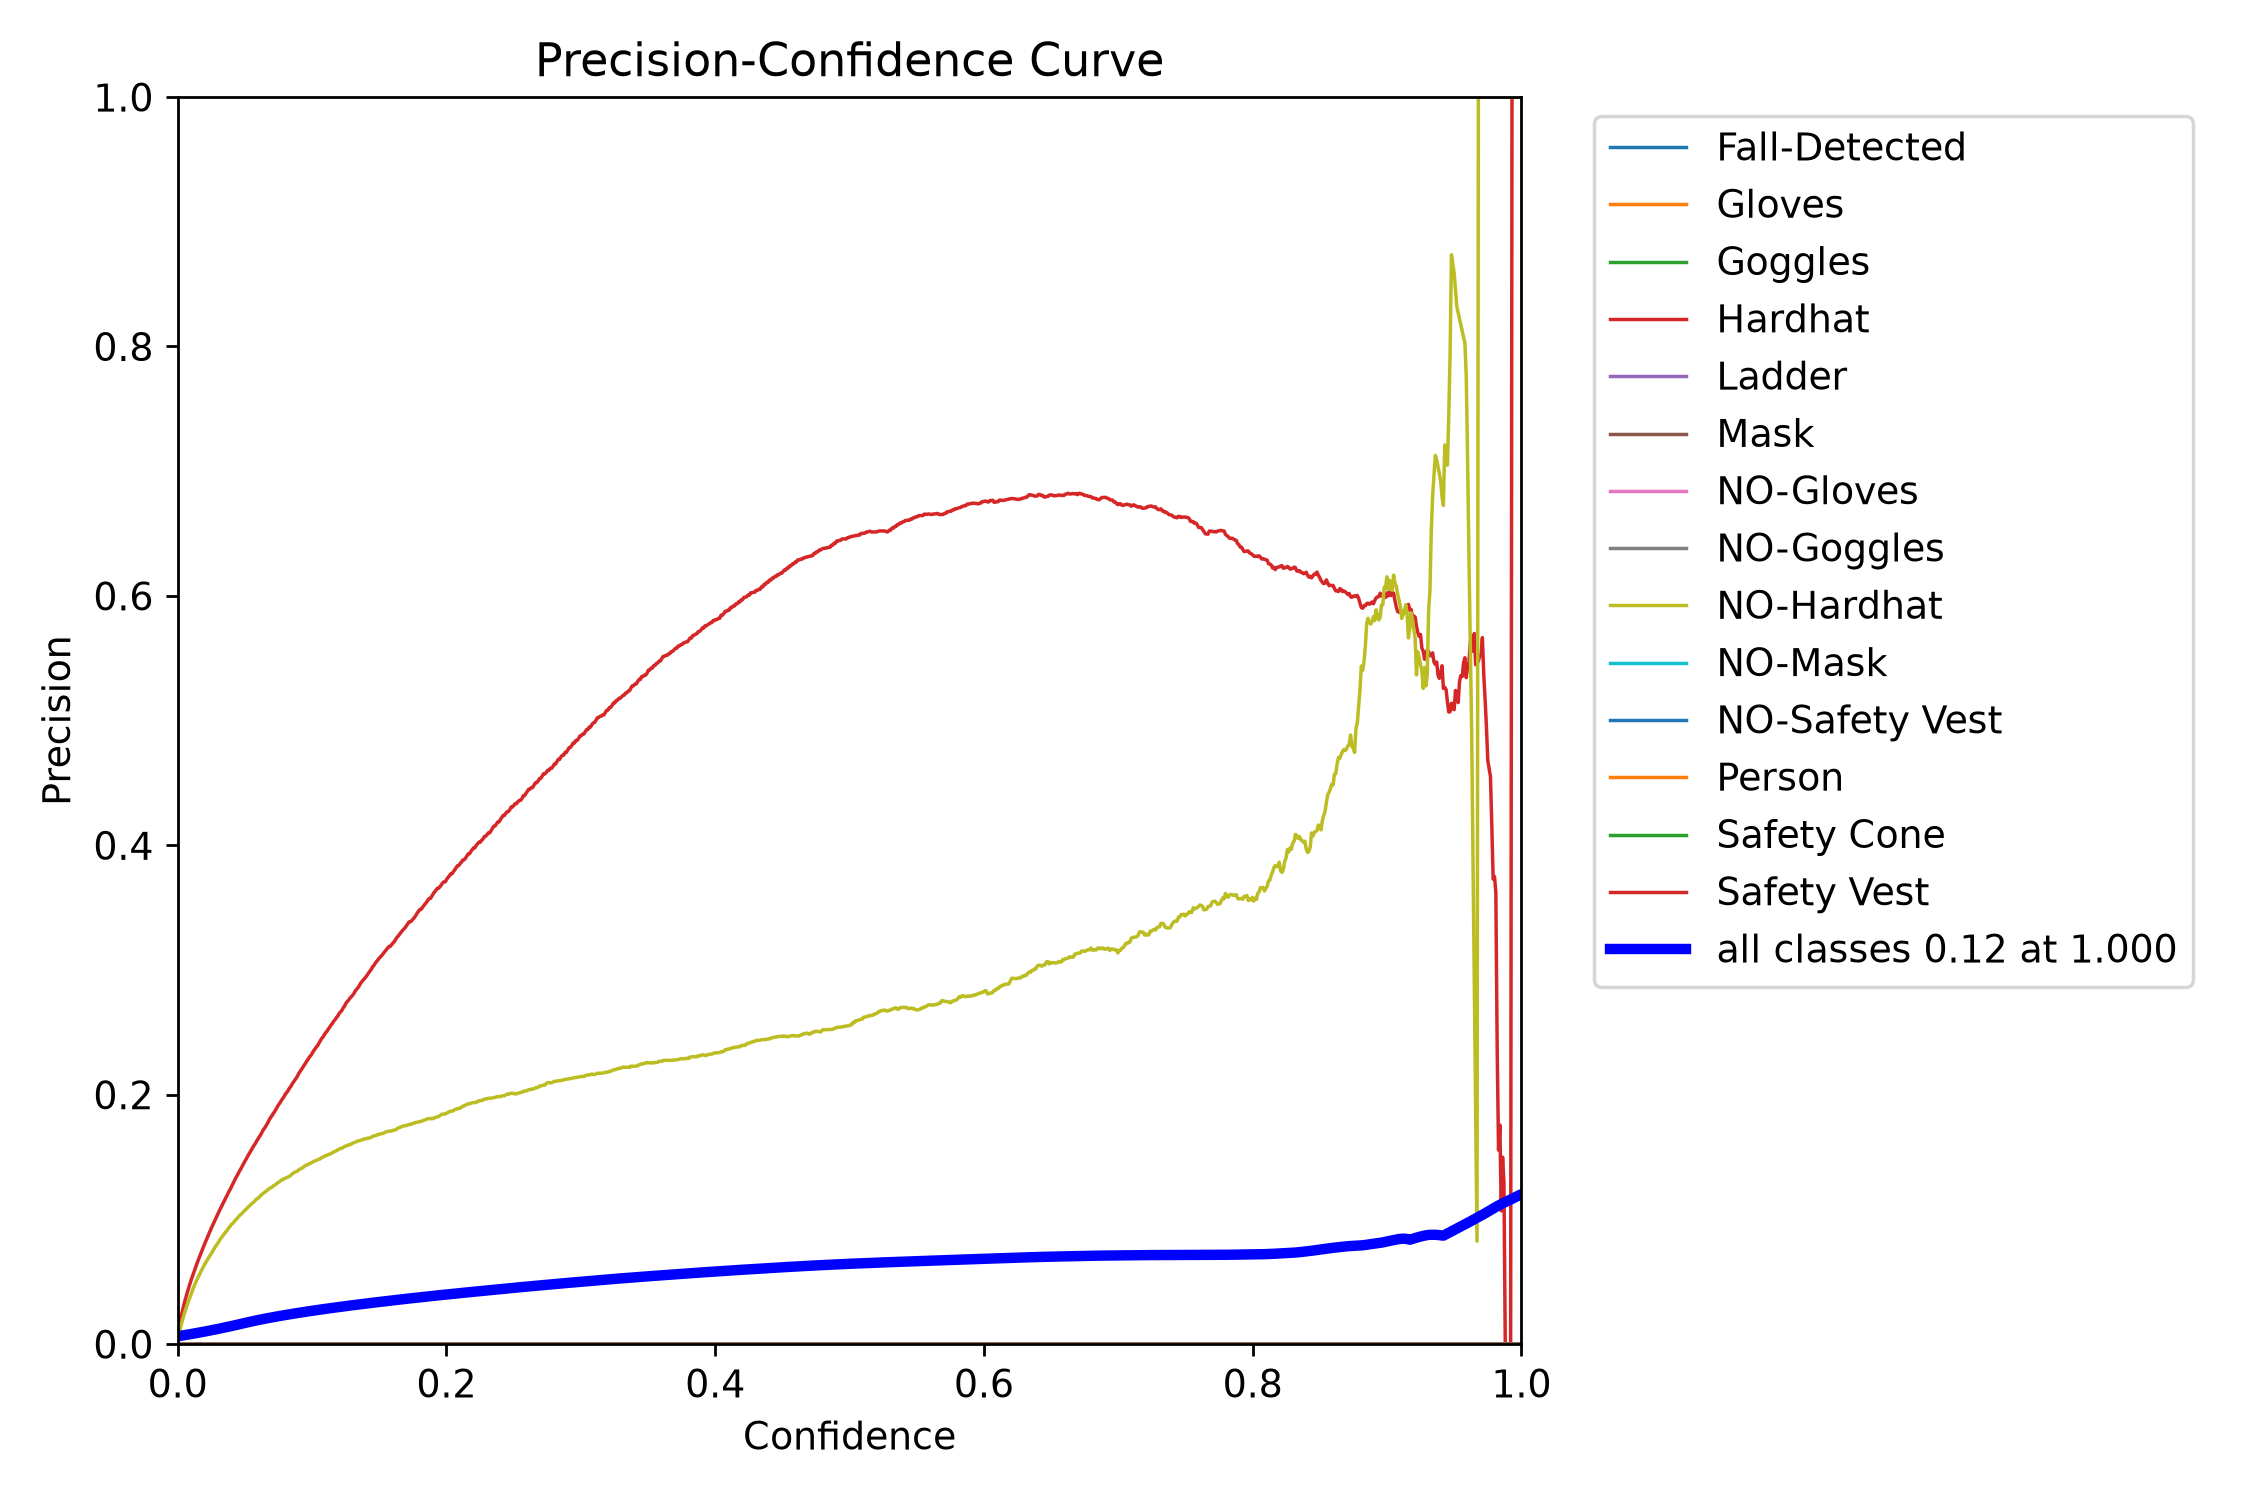 Precision-Confidence Curve
1.0
0.8
0.6
0.4
0.2
0.0
Precision
0.0 0.2 0.4 0.6 0.8 1.0
Confidence
Fall-Detected
Gloves
Goggles
Hardhat
Ladder
Mask
NO-Gloves
NO-Goggles
NO-Hardhat
NO-Mask
NO-Safety Vest
Person
Safety Cone
Safety Vest
all classes 0.12 at 1.000